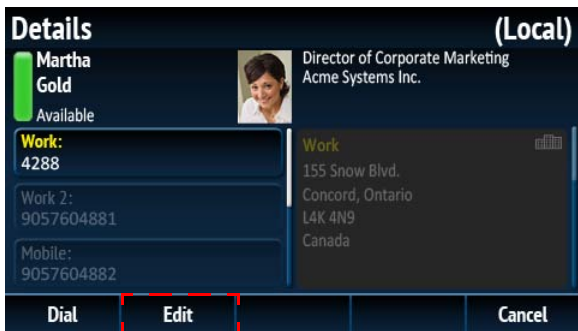 Details
(Local)
Martha
Gold
Available
Director of Corporate Marketing
Acme Systems Inc.
Work:
4288
Work 2:
9057604881
Mobile:
9057604882
Work
155 Snow Blvd.
Concord, Ontario
L4K 4N9
Canada
Dial
Edit
Cancel